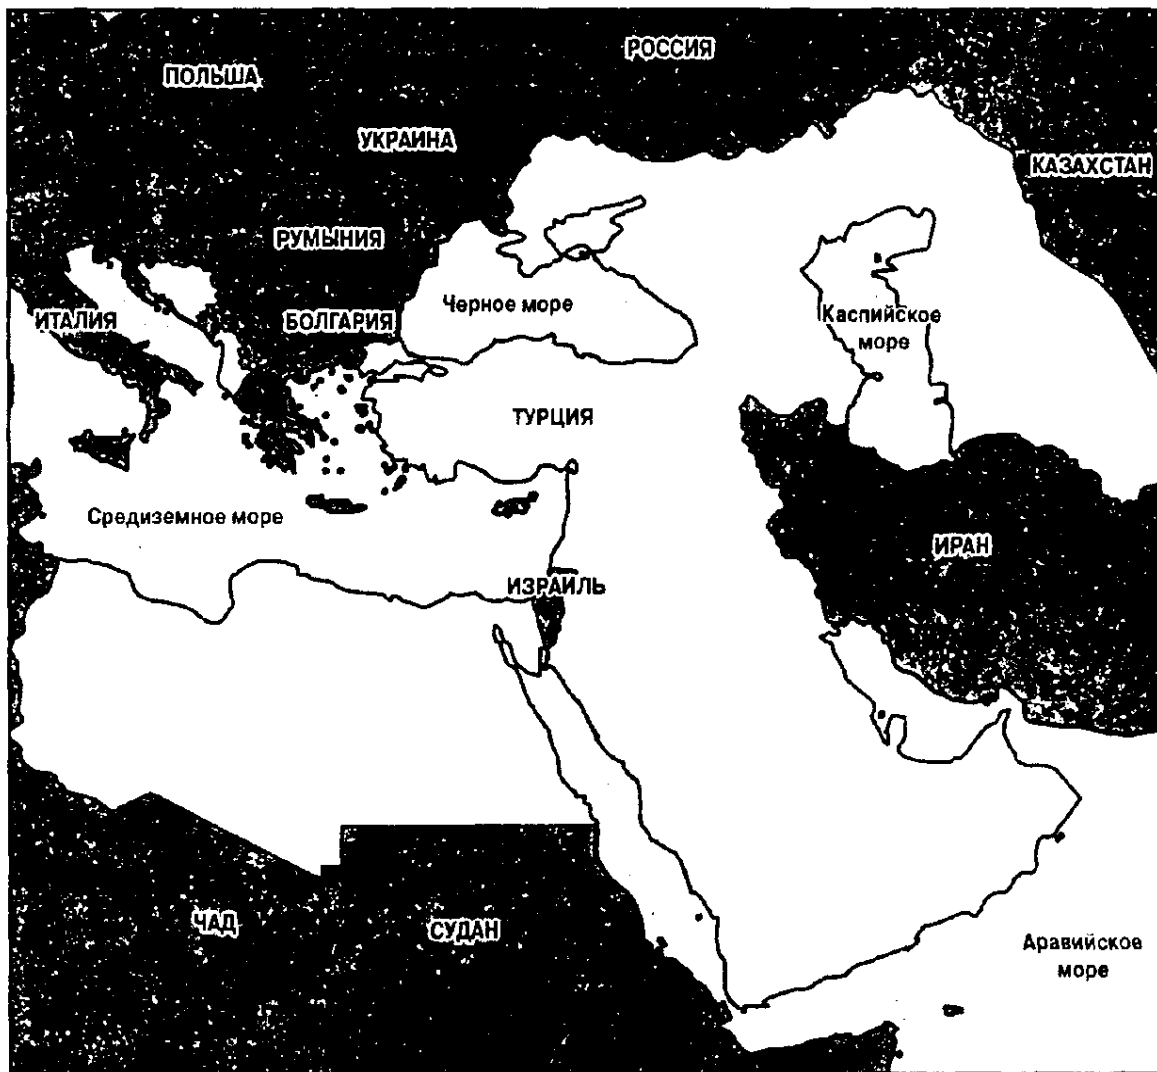 РОССИЯ
ПОЛЬША
УКРАИНА
КАЗАХСТАН
РУМЫНИЯ
Черное море
ИТАЛИЯ
БОЛГАРИЯ
Каспийское
море
ТУРЦИЯ
Средиземное море
ИРАН
ИЗРАИЛЬ
ЧАД
СУДАН
Аравийское
море